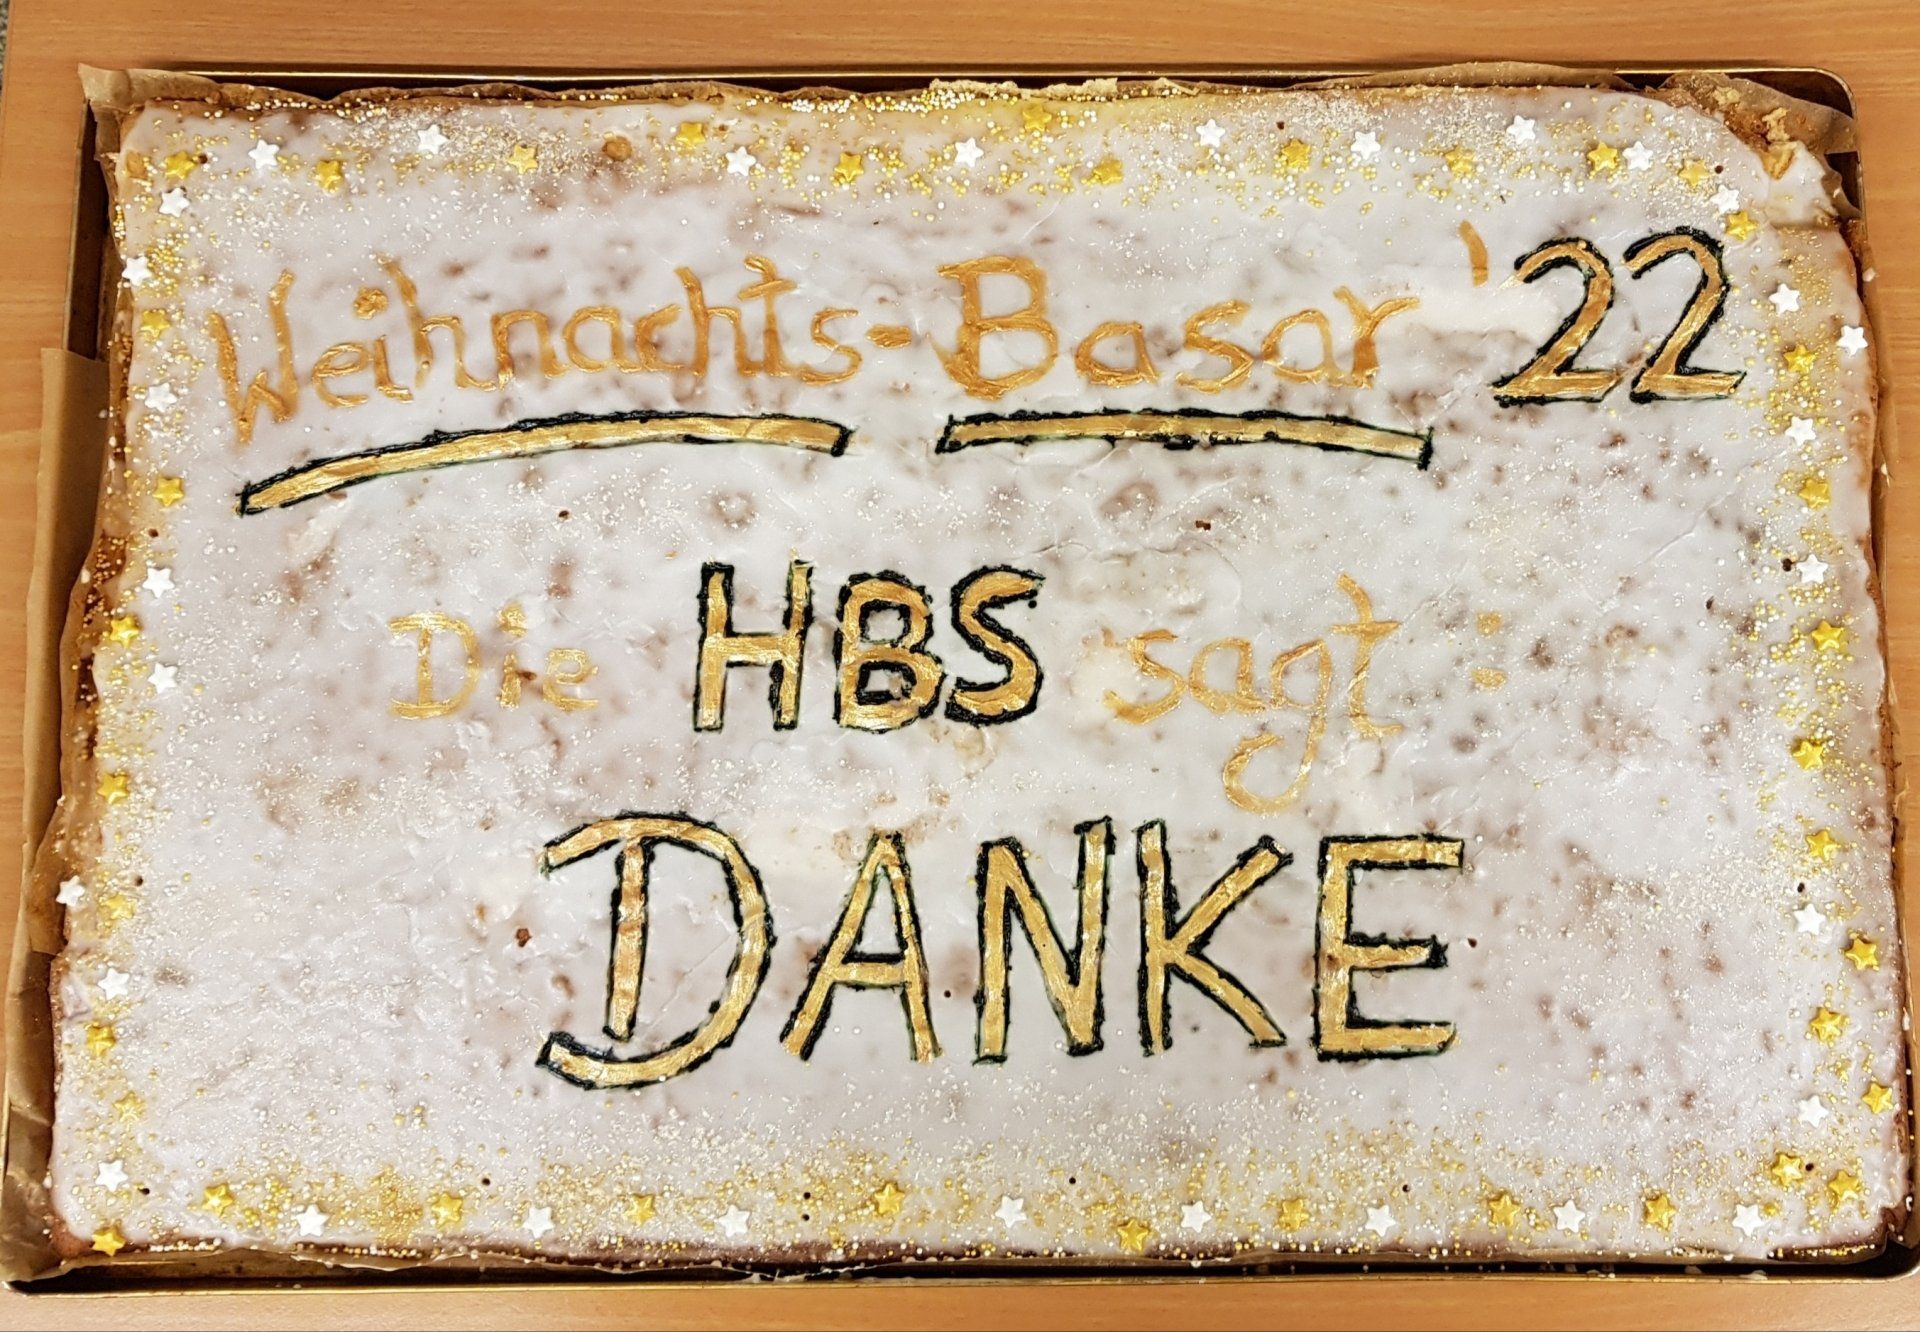 Weihnachts-Basar '22
Die HBS sagt:
DANKE